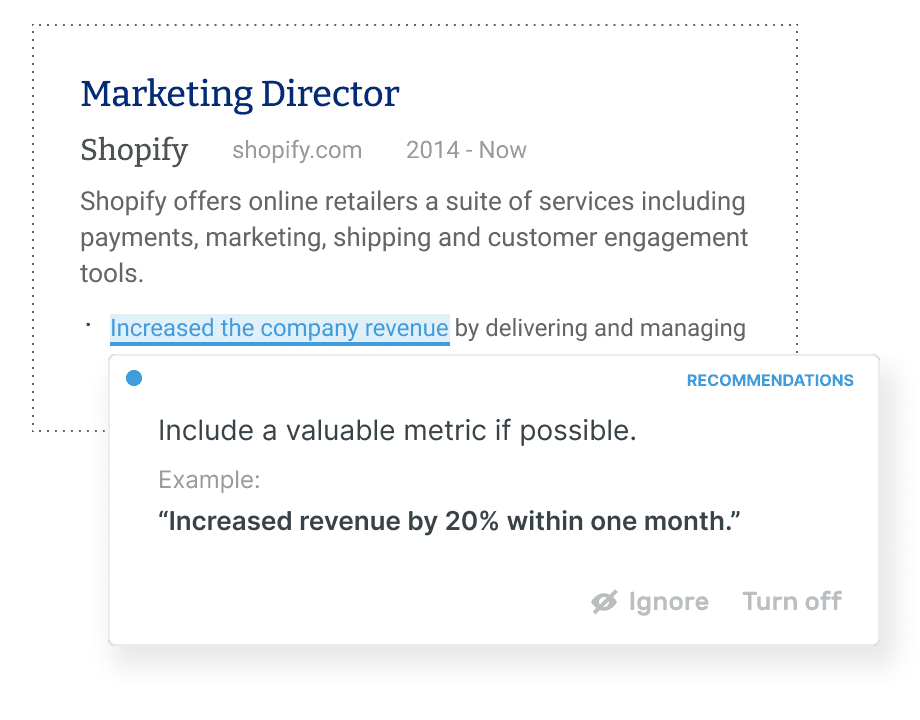 Marketing Director
Shopify shopify.com 2014 - Now
Shopify offers online retailers a suite of services including
payments, marketing, shipping and customer engagement
tools.
· Increased the company revenue by delivering and managing
RECOMMENDATIONS
Include a valuable metric if possible.
Example:
“Increased revenue by 20% within one month.”
Ignore Turn off